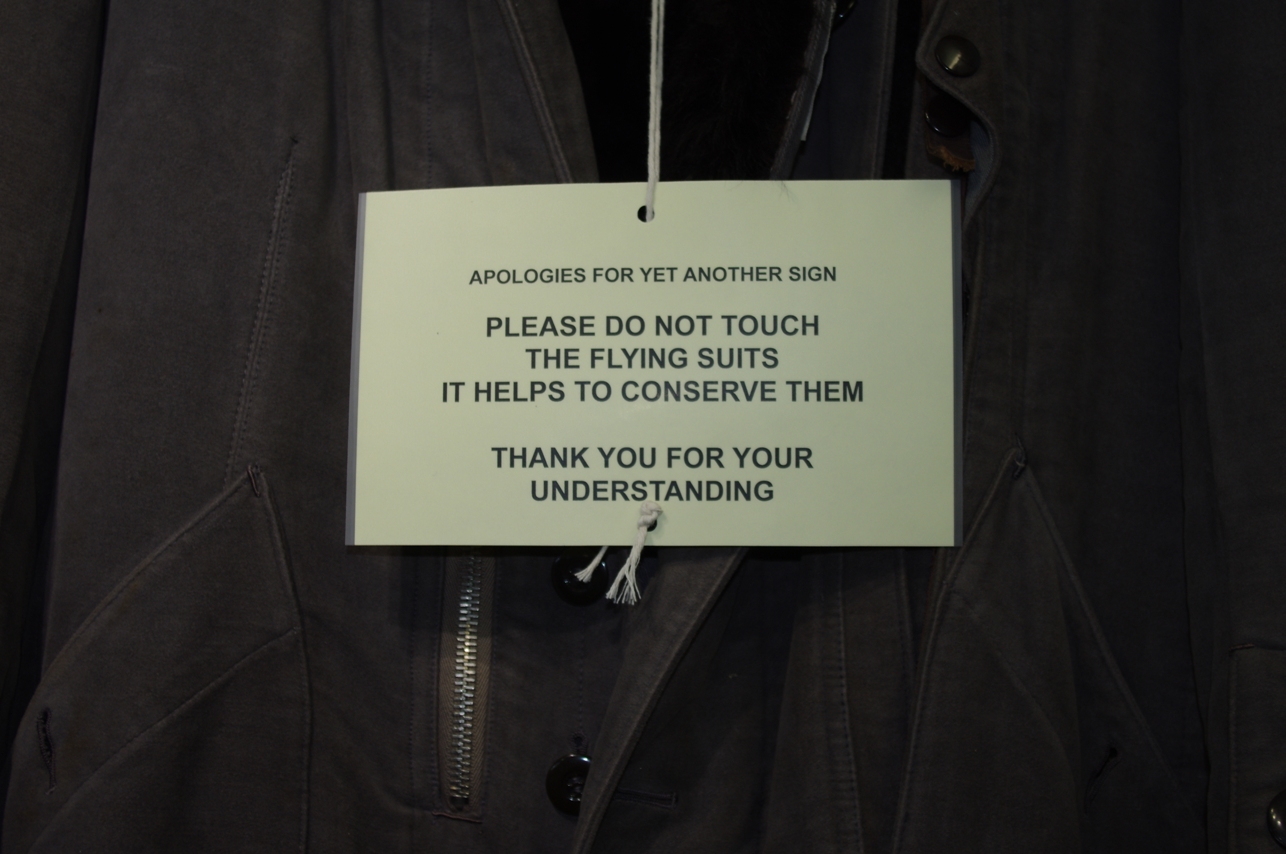 APOLOGIES FOR YET ANOTHER SIGN
PLEASE DO NOT TOUCH
THE FLYING SUITS
IT HELPS TO CONSERVE THEM
THANK YOU FOR YOUR
UNDERSTANDING